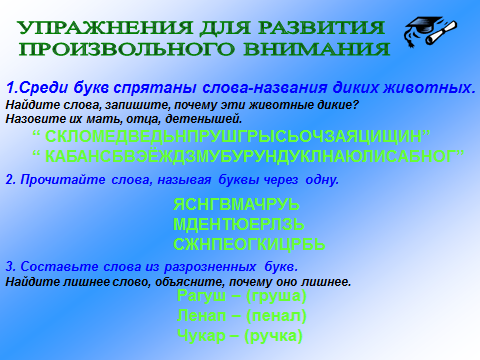 УПРАЖНЕНИЯ ДЛЯ РАЗВИТИЯ
ПРОИЗВОЛЬНОГО ВНИМАНИЯ
1.Среди букв спрятаны слова-названия диких животных.
Найдите слова, запишите, почему эти животные дикие?
Назовите их мать, отца, детенышей.
“ СКЛОМЕДВЕДЬНПРУШГРЫСЬОЧЗАЯЦИЩИН”
“ КАБАНСБВЭЁЖДЗМУБУРУНДУКЛНАЮЛИСАБНОГ”
2. Прочитайте слова, называя буквы через одну.
ЯСНГВМАЧРУЬ
МДЕНТЮЕРЛЗЬ
СЖНПЕОГКИЦРБЬ
3. Составьте слова из разрозненных букв.
Найдите лишнее слово, объясните, почему оно лишнее.
Рагуш – (груша)
Ленап – (пенал)
Чукар – (ручка)